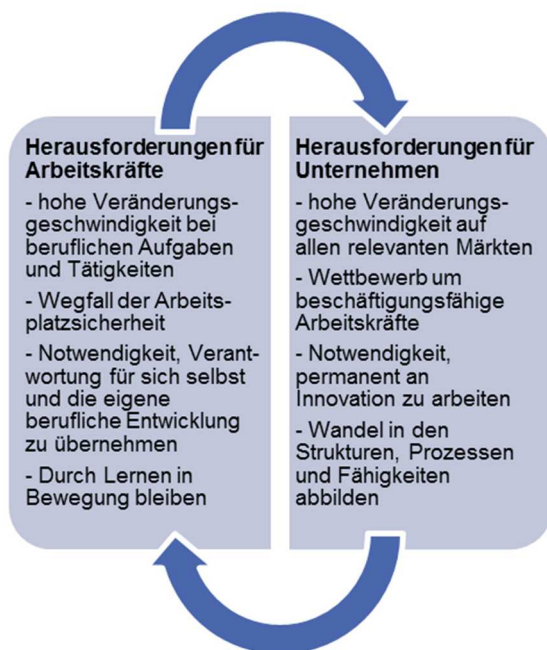 Herausforderungen für
Arbeitskräfte
- hohe Veränderungs-
geschwindigkeit bei
beruflichen Aufgaben
und Tätigkeiten
- Wegfall der Arbeits-
platzsicherheit
- Notwendigkeit, Verant-
wortung für sich selbst
und die eigene
berufliche Entwicklung
zu übernehmen
- Durch Lernen in
Bewegung bleiben
Herausforderungen für
Unternehmen
- hohe Veränderungs-
geschwindigkeit auf
allen relevanten Märkten
- Wettbewerb um
beschäftigungsfähige
Arbeitskräfte
- Notwendigkeit,
permanent an
Innovation zu arbeiten
- Wandel in den
Strukturen, Prozessen
und Fähigkeiten
abbilden